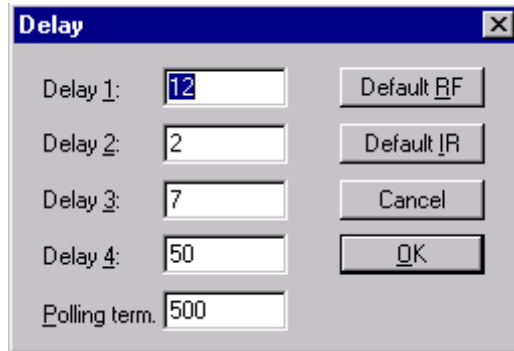 Delay
Delay 1: 12 Default RF
Delay 2: 2 Default IR
Delay 3: 7 Cancel
Delay 4: 50 OK
Polling term. 500